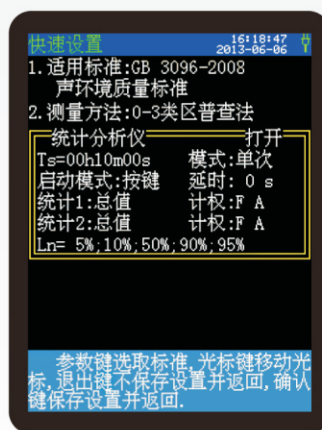 快速设置 16:18:47
2013-06-06
1.适用标准:GB 3096-2008
声环境质量标准
2.测量方法:0-3类区普查法
统计分析仪 打开
Ts=00h10m00s 模式:单次
启动模式:按键 延时: 0 s
统计1:总值 计权:F A
统计2:总值 计权:F A
Ln= 5%;10%;50%;90%;95%
参数键选取标准,光标键移动光
标,退出键不保存设置并返回,确认
键保存设置并返回.